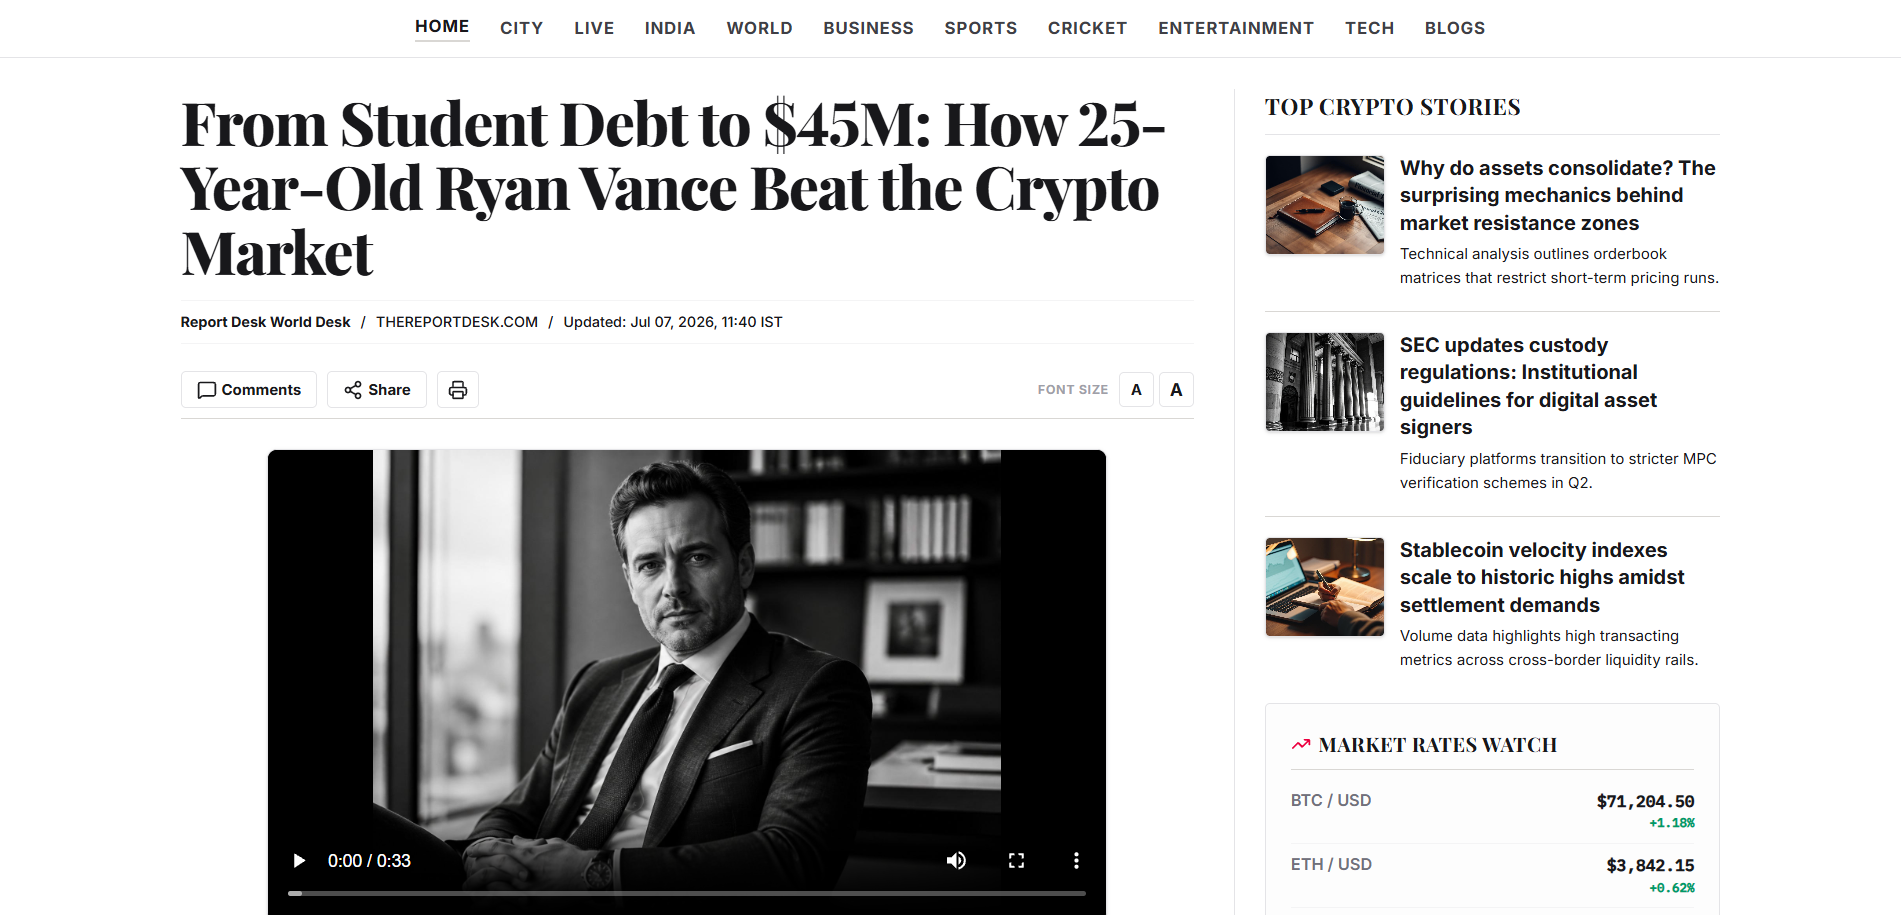 HOME CITY LIVE INDIA WORLD BUSINESS SPORTS CRICKET ENTERTAINMENT TECH BLOGS
From Student Debt to $45M: How 25-
Year-Old Ryan Vance Beat the Crypto
Market
Report Desk World Desk / THEREPORTDESK.COM / Updated: Jul 07, 2026, 11:40 IST
Comments Share FONT SIZE A A
0:00 / 0:33
TOP CRYPTO STORIES
Why do assets consolidate? The
surprising mechanics behind
market resistance zones
Technical analysis outlines orderbook
matrices that restrict short-term pricing runs.
SEC updates custody
regulations: Institutional
guidelines for digital asset
signers
Fiduciary platforms transition to stricter MPC
verification schemes in Q2.
Stablecoin velocity indexes
scale to historic highs amidst
settlement demands
Volume data highlights high transacting
metrics across cross-border liquidity rails.
MARKET RATES WATCH
BTC / USD $71,204.50
+1.18%
ETH / USD $3,842.15
+0.62%